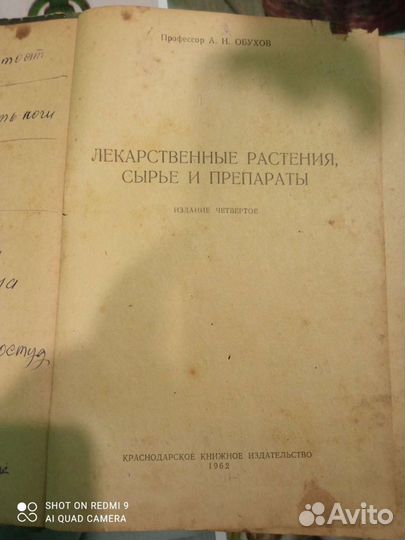 Профессор А. Н. ОБУХОВ
ЛЕКАРСТВЕННЫЕ РАСТЕНИЯ,
СЫРЬЕ И ПРЕПАРАТЫ
ИЗДАНИЕ ЧЕТВЕРТОЕ
КРАСНОДАРСКОЕ КНИЖНОЕ ИЗДАТЕЛЬСТВО
1962
ноги
SHOT ON REDMI 9
AI QUAD CAMERA
Avito